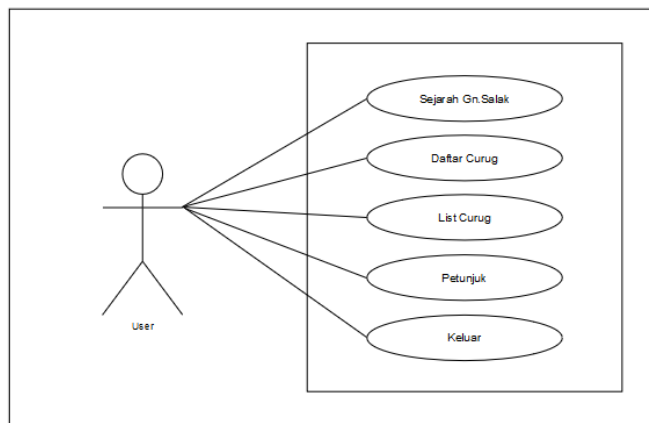 Sejarah Gn.Salak
Daftar Curug
List Curug
Petunjuk
Keluar
User